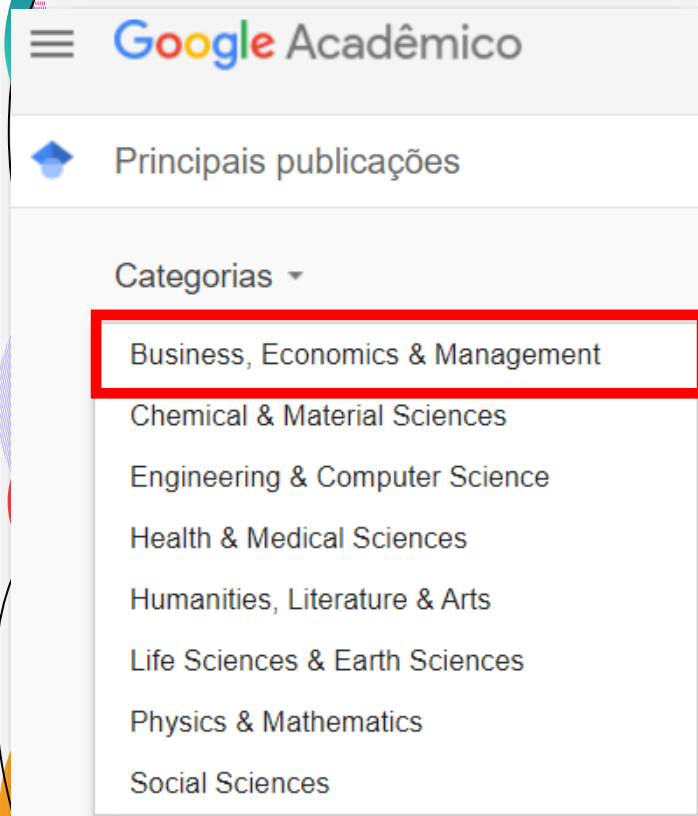 Google Acadêmico
Principais publicações
Categorias
Business, Economics & Management
Chemical & Material Sciences
Engineering & Computer Science
Health & Medical Sciences
Humanities, Literature & Arts
Life Sciences & Earth Sciences
Physics & Mathematics
Social Sciences